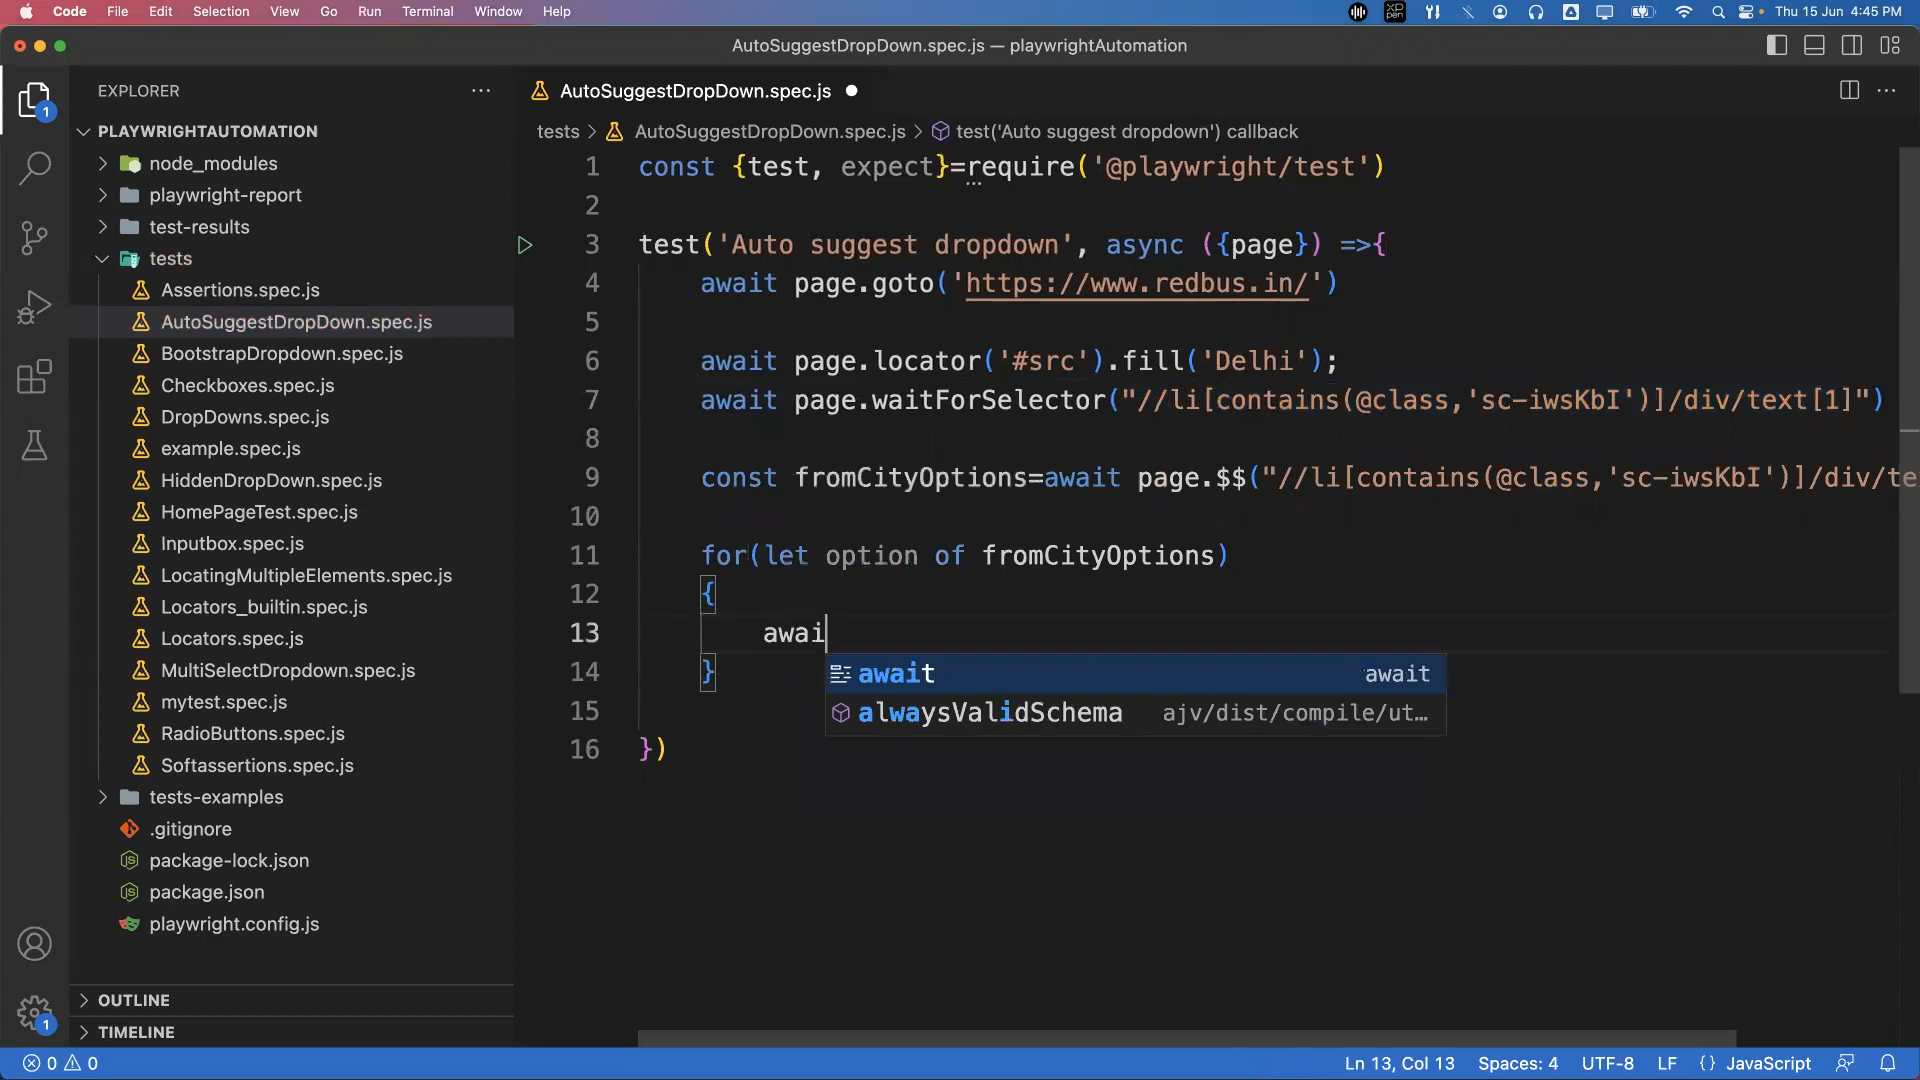 Code File Edit Selection View Go Run Terminal Window Help XP pen Thu 15 Jun 4:45 PM
AutoSuggestDropDown.spec.js — playwrightAutomation
EXPLORER
AutoSuggestDropDown.spec.js
tests > AutoSuggestDropDown.spec.js > test('Auto suggest dropdown') callback
1
PLAYWRIGHTAUTOMATION
node_modules
playwright-report
test-results
tests
Assertions.spec.js
AutoSuggestDropDown.spec.js
BootstrapDropdown.spec.js
Checkboxes.spec.js
DropDowns.spec.js
example.spec.js
HiddenDropDown.spec.js
HomePageTest.spec.js
Inputbox.spec.js
LocatingMultipleElements.spec.js
Locators_builtin.spec.js
Locators.spec.js
MultiSelectDropdown.spec.js
mytest.spec.js
RadioButtons.spec.js
Softassertions.spec.js
tests-examples
.gitignore
package-lock.json
package.json
playwright.config.js
OUTLINE
TIMELINE
1
1 const {test, expect}=require('@playwright/test')
2
3 test('Auto suggest dropdown', async ({page}) =>{
4 await page.goto('https://www.redbus.in/')
5
6 await page.locator('#src').fill('Delhi');
7 await page.waitForSelector("//li[contains(@class,'sc-iwsKbI')]/div/text[1]")
8
9 const fromCityOptions=await page.$$("//li[contains(@class,'sc-iwsKbI')]/div/te
10
11 for(let option of fromCityOptions)
12 {
13 awai
14 }
15
16 })
await await
alwaysValidSchema ajv/dist/compile/ut…
0 0 Ln 13, Col 13 Spaces: 4 UTF-8 LF {} JavaScript